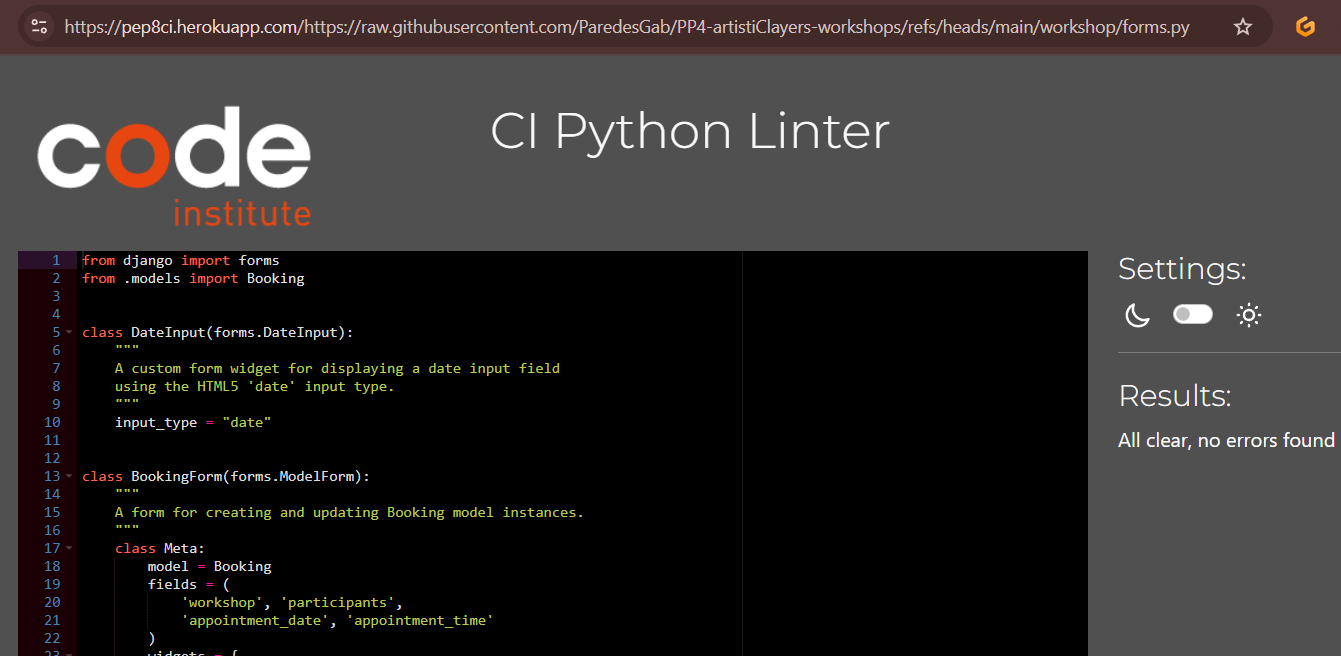 https://pep8ci.herokuapp.com/https://raw.githubusercontent.com/ParedesGab/PP4-artistiClayers-workshops/refs/heads/main/workshop/forms.py
code
institute
CI Python Linter
1 from django import forms
2 from .models import Booking
3
4
5 class DateInput(forms.DateInput):
6     """
7     A custom form widget for displaying a date input field
8     using the HTML5 'date' input type.
9     """
10     input_type = "date"
11
12
13 class BookingForm(forms.ModelForm):
14     """
15     A form for creating and updating Booking model instances.
16     """
17     class Meta:
18         model = Booking
19         fields = (
20             'workshop', 'participants',
21             'appointment_date', 'appointment_time'
22         )
23         widgets = {
Settings:
Results:
All clear, no errors found